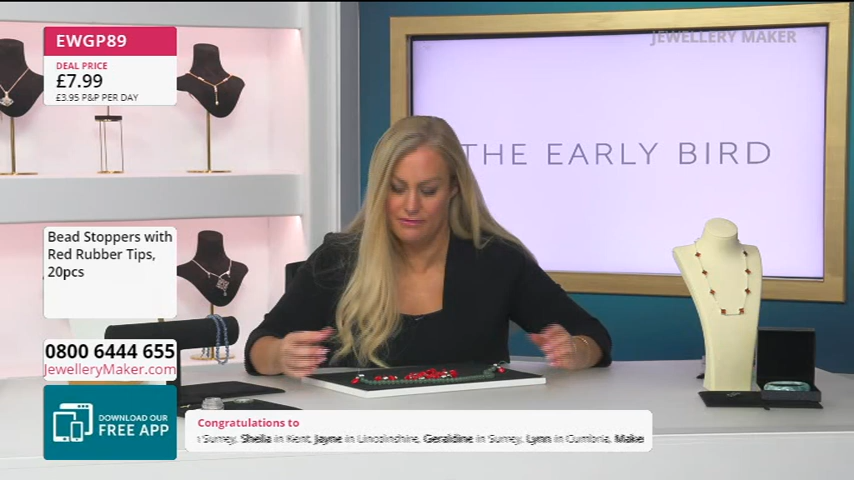 EWGP89
DEAL PRICE
£7.99
£3.95 P&P PER DAY
JEWELLERY MAKER
THE EARLY BIRD
Bead Stoppers with
Red Rubber Tips,
20pcs
0800 6444 655
JewelleryMaker.com
DOWNLOAD OUR
FREE APP
Congratulations to
in Surrey, Sheila in Kent, Jayne in Lincolnshire, Geraldine in Surrey, Lynn in Cumbria, Make